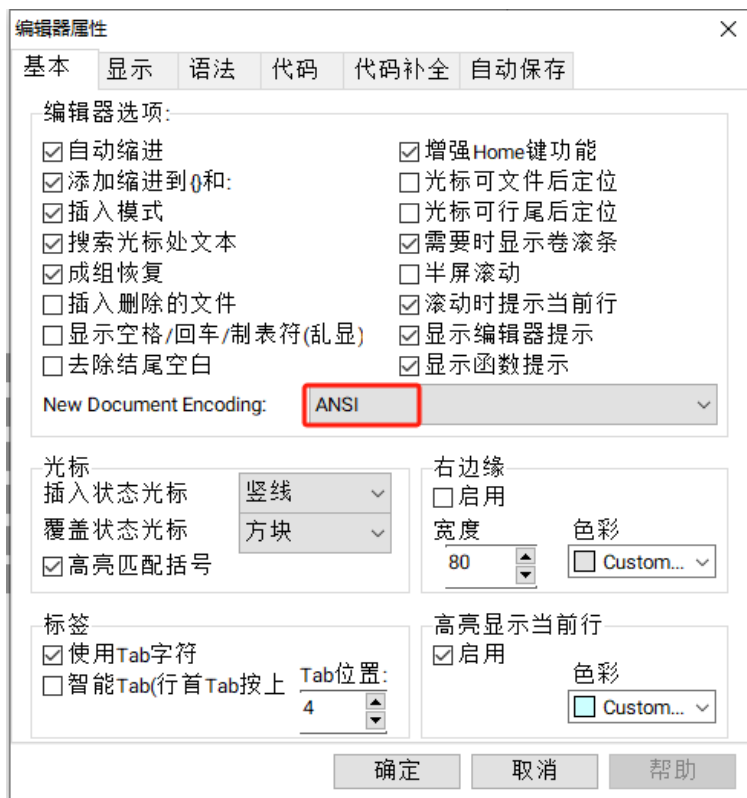 编辑器属性
基本 显示 语法 代码 代码补全 自动保存
编辑器选项:
自动缩进 增强Home键功能
添加缩进到{}和: 光标可文件后定位
插入模式 光标可行尾后定位
搜索光标处文本 需要时显示卷滚条
成组恢复 半屏滚动
插入删除的文件 滚动时提示当前行
显示空格/回车/制表符(乱显) 显示编辑器提示
去除结尾空白 显示函数提示
New Document Encoding: ANSI
光标 右边缘
插入状态光标 竖线 启用
覆盖状态光标 方块 宽度 色彩
高亮匹配括号 80 Custom...
标签 高亮显示当前行
使用Tab字符 启用
智能Tab(行首Tab按上 Tab位置: 色彩
4 Custom...
确定 取消 帮助